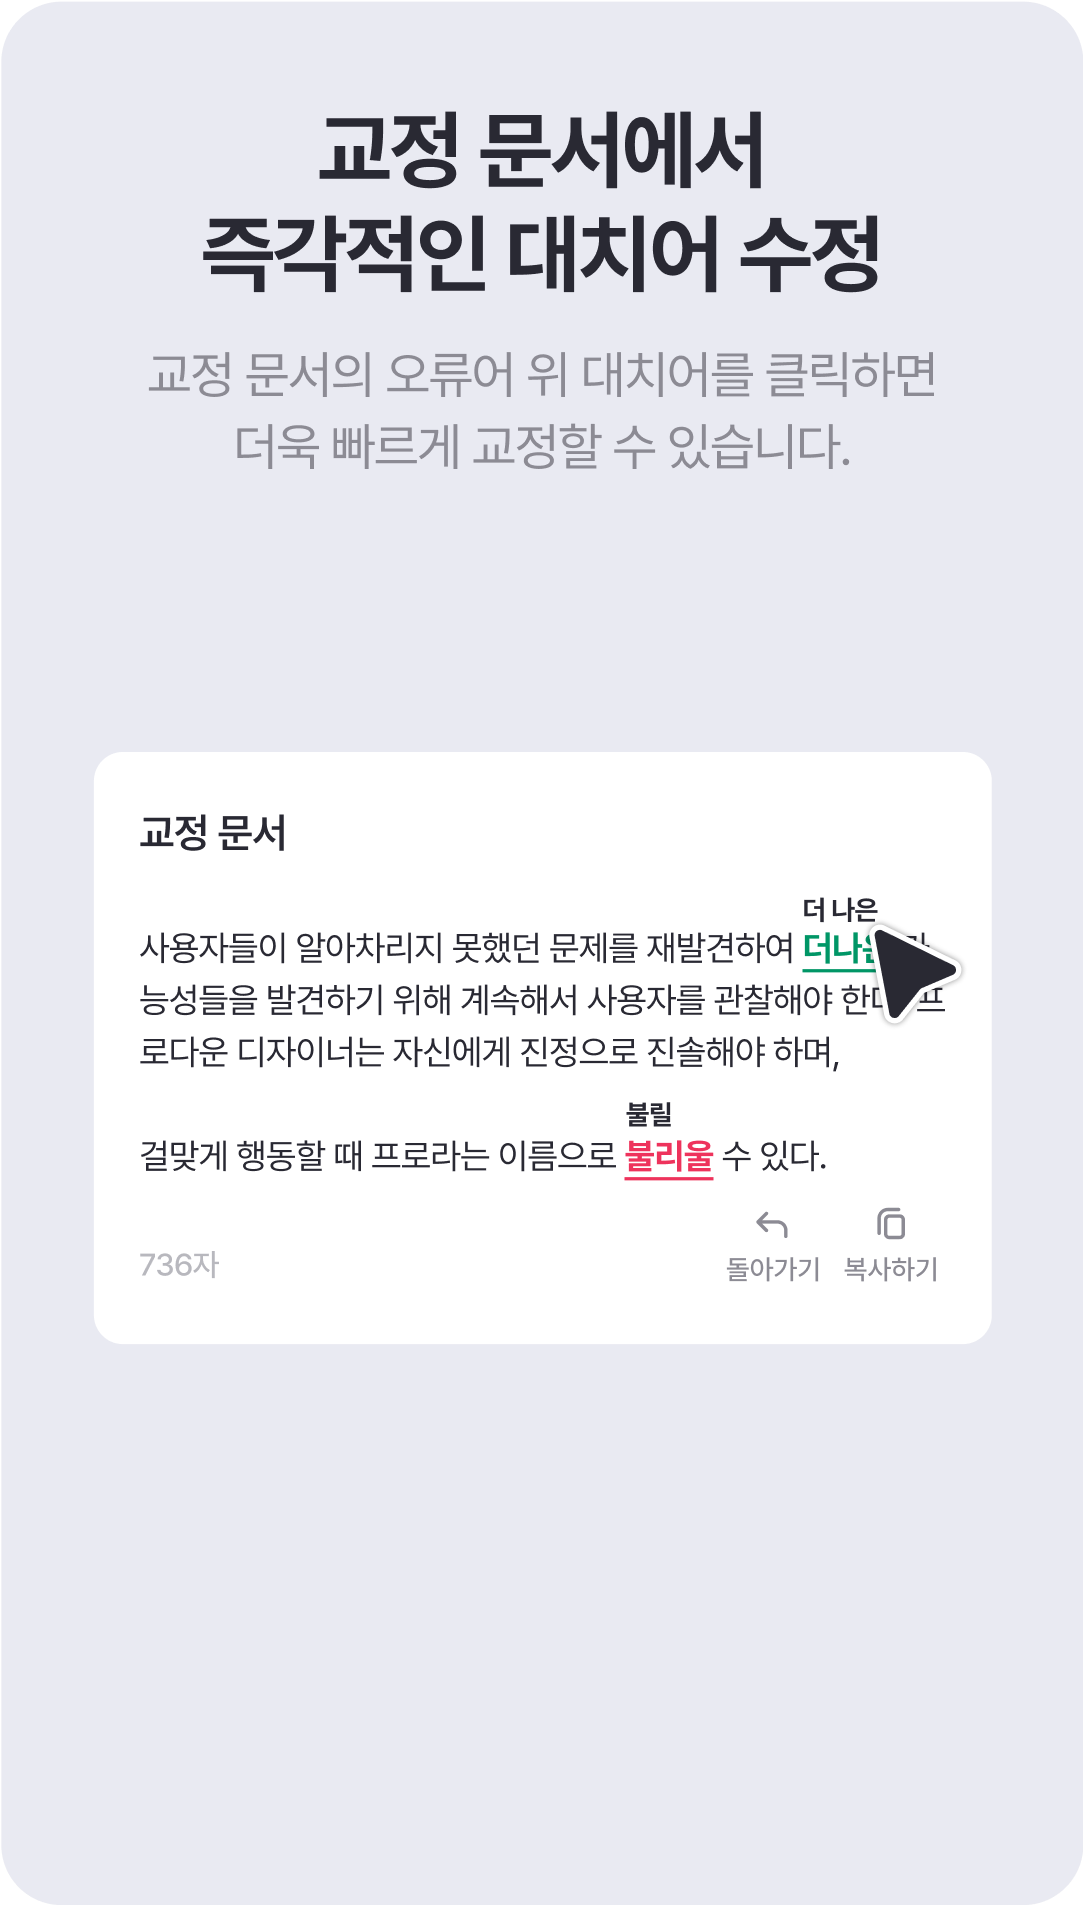 교정 문서에서
즉각적인 대치어 수정
교정 문서의 오류어 위 대치어를 클릭하면
더욱 빠르게 교정할 수 있습니다.
교정 문서
더 나은
사용자들이 알아차리지 못했던 문제를 재발견하여
능성들을 발견하기 위해 계속해서 사용자를 관찰해야
로다운 디자이너는 자신에게 진정으로 진솔해야 하며,
불릴
걸맞게 행동할 때 프로라는 이름으로 불리울 수 있다.
736자
돌아가기 복사하기